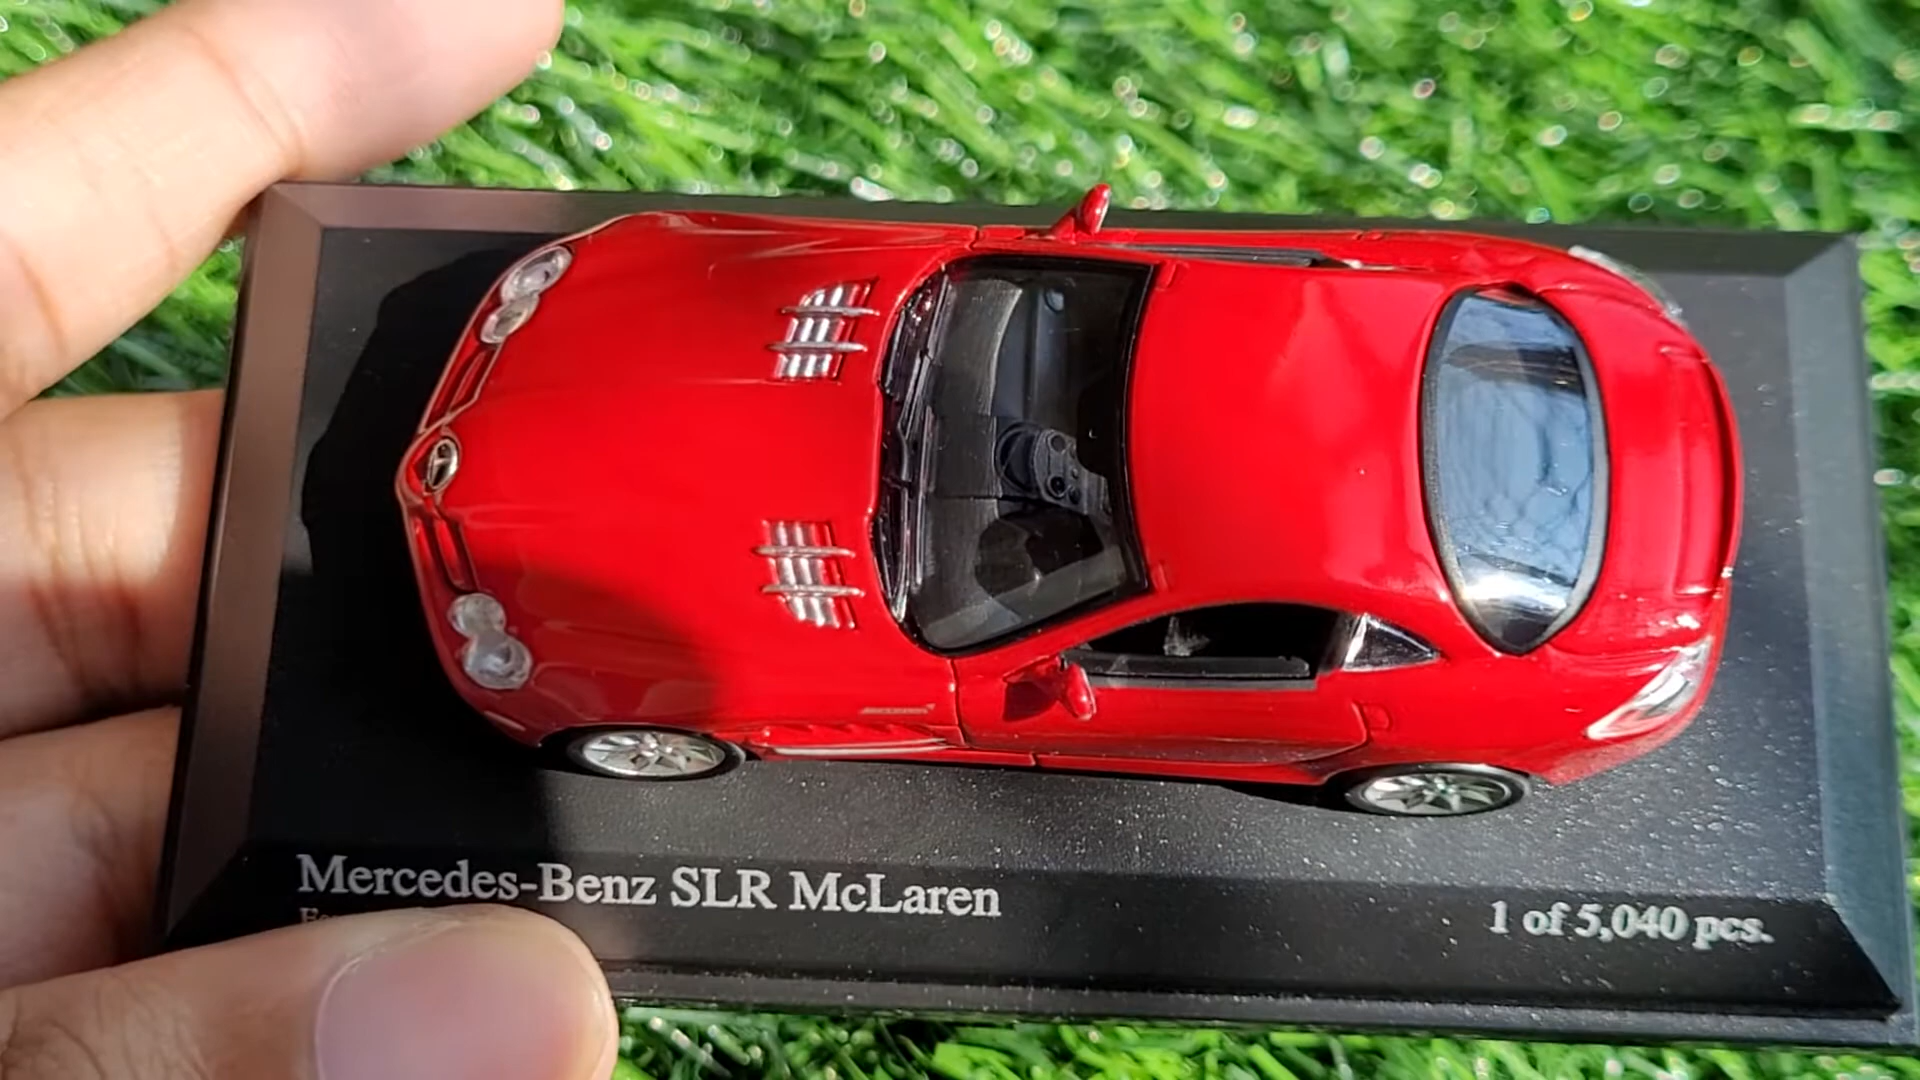 Mercedes-Benz SLR McLaren
1 of 5,040 pcs.